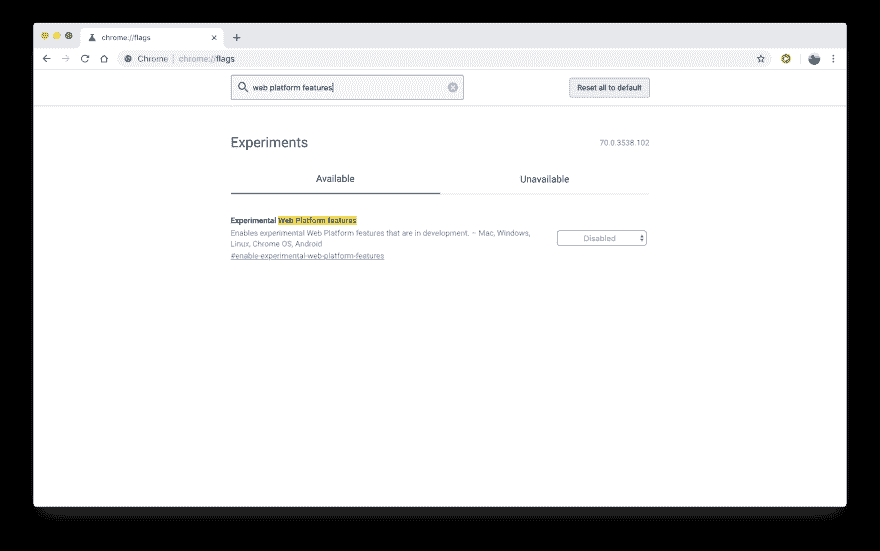 chrome://flags
Chrome | chrome://flags
web platform features
Reset all to default
Experiments
70.0.3538.102
Available
Unavailable
Experimental Web Platform features
Enables experimental Web Platform features that are in development. – Mac, Windows,
Linux, Chrome OS, Android
Disabled
#enable-experimental-web-platform-features